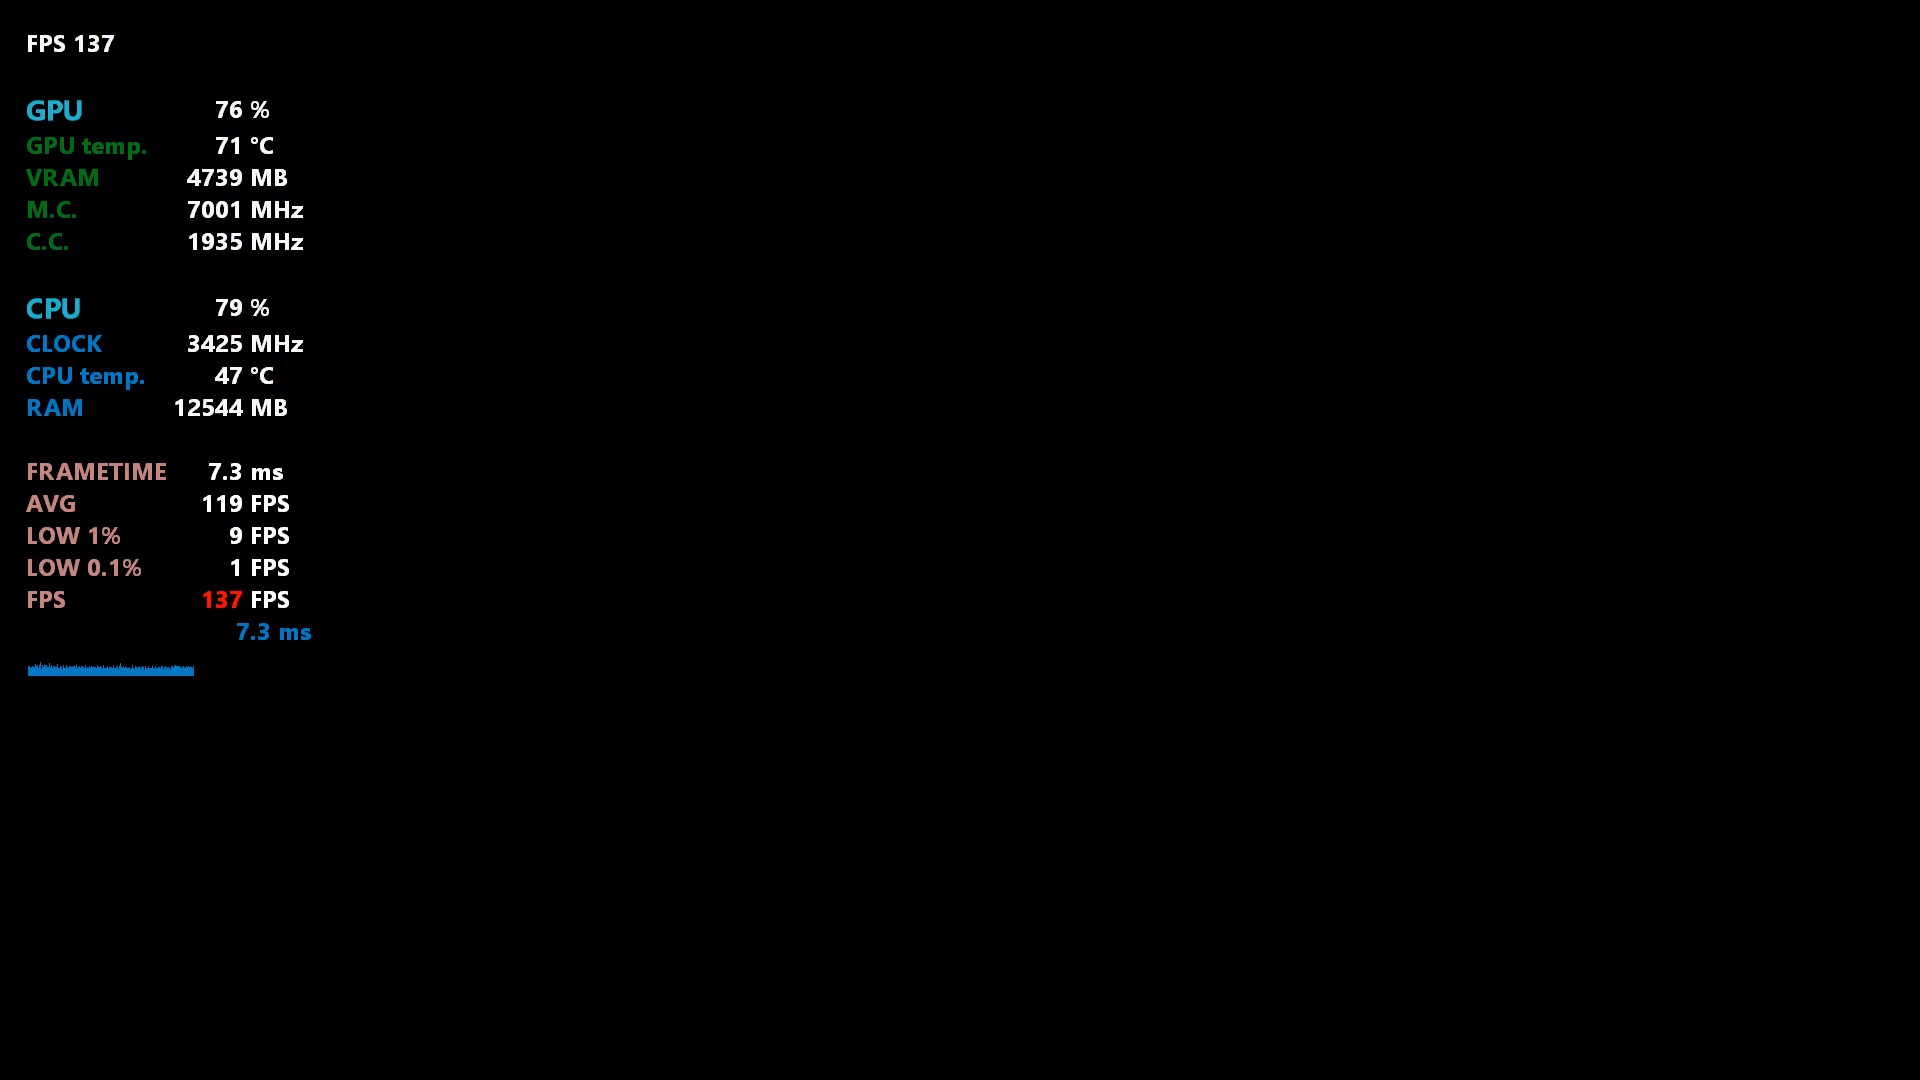 FPS 137
GPU 76 %
GPU temp. 71 °C
VRAM 4739 MB
M.C. 7001 MHz
C.C. 1935 MHz
CPU 79 %
CLOCK 3425 MHz
CPU temp. 47 °C
RAM 12544 MB
FRAMETIME 7.3 ms
AVG 119 FPS
LOW 1% 9 FPS
LOW 0.1% 1 FPS
FPS 137 FPS
7.3 ms